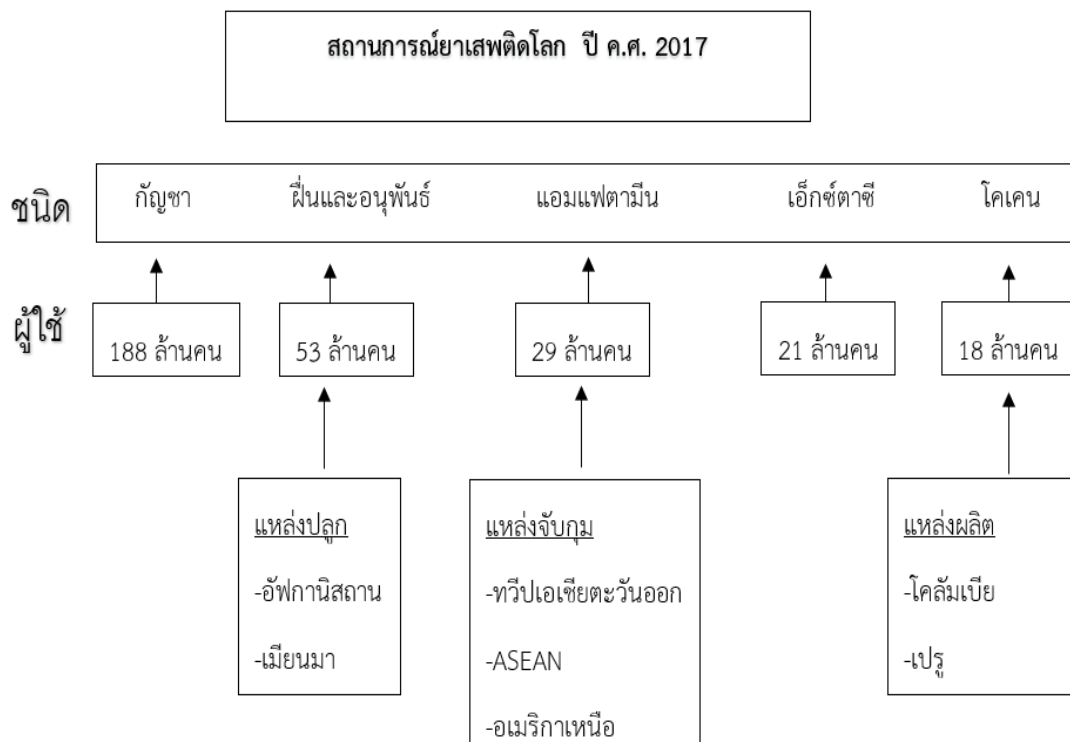 สถานการณ์ยาเสพติดโลก ปี ค.ศ. 2017
ชนิด
กัญชา
ฝิ่นและอนุพันธ์
แอมแฟตามีน
เอ็กซ์ตาซี
โคเคน
ผู้ใช้
188 ล้านคน
53 ล้านคน
29 ล้านคน
21 ล้านคน
18 ล้านคน
แหล่งปลูก
-อัฟกานิสถาน
-เมียนมา
แหล่งจับกุม
-ทวีปเอเชียตะวันออก
-ASEAN
-อเมริกาเหนือ
แหล่งผลิต
-โคลัมเบีย
-เปรู